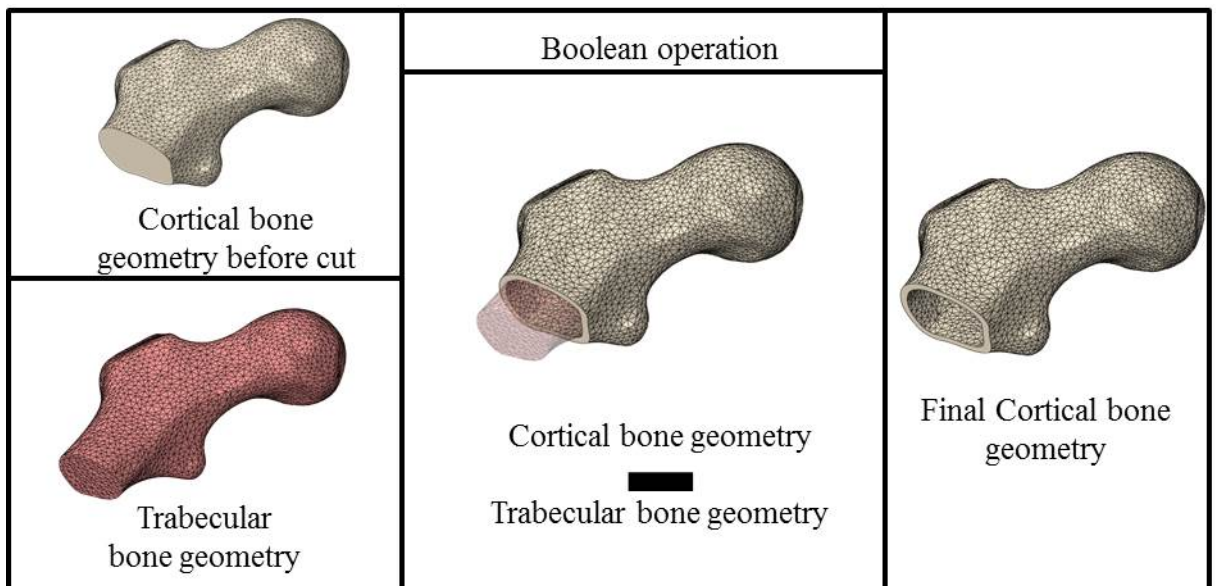 Cortical bone
geometry before cut
Trabecular
bone geometry
Boolean operation
Cortical bone geometry
Trabecular bone geometry
Final Cortical bone
geometry